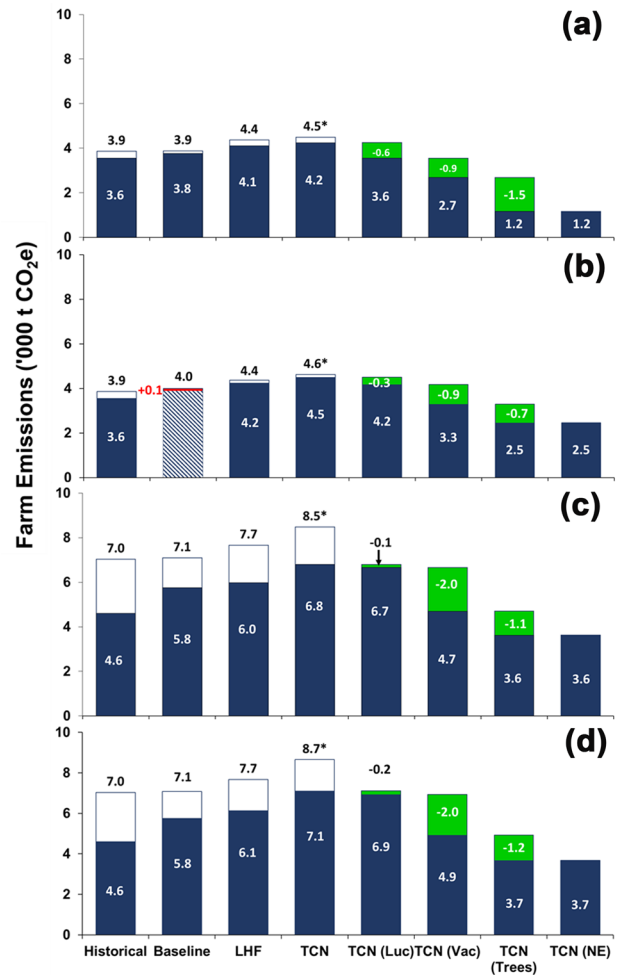 Farm Emissions ('000 t CO₂e)
(a)
10
8
6
4
2
0
3.9 3.9 4.4 4.5*
3.6 3.8 4.1 4.2 3.6 2.7 1.2 1.2
-0.6 -0.9 -1.5
(b)
10
8
6
4
2
0
3.9 +0.1 4.0 4.4 4.6*
3.6 4.2 4.5 4.2 3.3 2.5 2.5
-0.3 -0.9 -0.7
(c)
10
8
6
4
2
0
7.0 7.1 7.7 8.5* -0.1
4.6 5.8 6.0 6.8 6.7 4.7 3.6 3.6
-2.0 -1.1
(d)
10
8
6
4
2
0
7.0 7.1 7.7 8.7* -0.2
4.6 5.8 6.1 7.1 6.9 4.9 3.7 3.7
-2.0 -1.2
Historical Baseline LHF TCN TCN (Luc) TCN (Vac) TCN (Trees) TCN (NE)